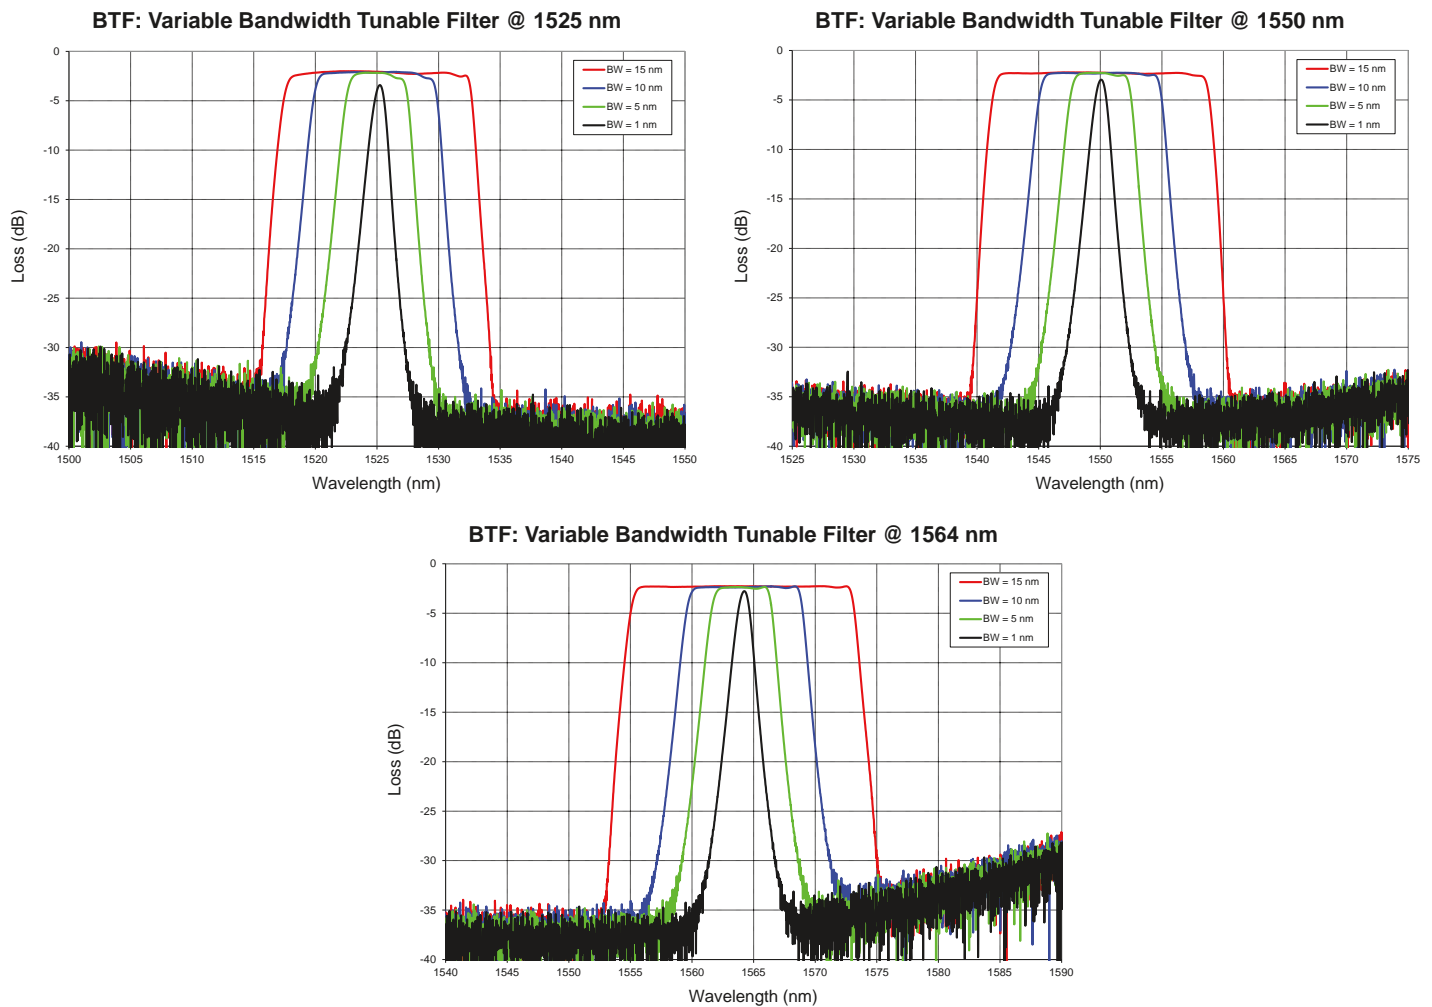 BTF: Variable Bandwidth Tunable Filter @ 1525 nm
0
-5
-10
-15
-20
-25
-30
-35
-40
Loss (dB)
BW = 15 nm
BW = 10 nm
BW = 5 nm
BW = 1 nm
1500 1505 1510 1515 1520 1525 1530 1535 1540 1545 1550
Wavelength (nm)
BTF: Variable Bandwidth Tunable Filter @ 1550 nm
0
-5
-10
-15
-20
-25
-30
-35
-40
Loss (dB)
BW = 15 nm
BW = 10 nm
BW = 5 nm
BW = 1 nm
1525 1530 1535 1540 1545 1550 1555 1560 1565 1570 1575
Wavelength (nm)
BTF: Variable Bandwidth Tunable Filter @ 1564 nm
0
-5
-10
-15
-20
-25
-30
-35
-40
Loss (dB)
BW = 15 nm
BW = 10 nm
BW = 5 nm
BW = 1 nm
1540 1545 1550 1555 1560 1565 1570 1575 1580 1585 1590
Wavelength (nm)